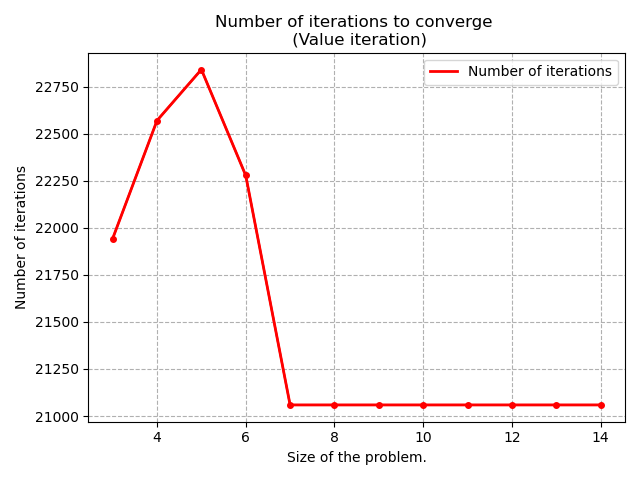 Number of iterations to converge
(Value iteration)
Number of iterations
22750
22500
22250
22000
21750
21500
21250
21000
Number of iterations
4 6 8 10 12 14
Size of the problem.